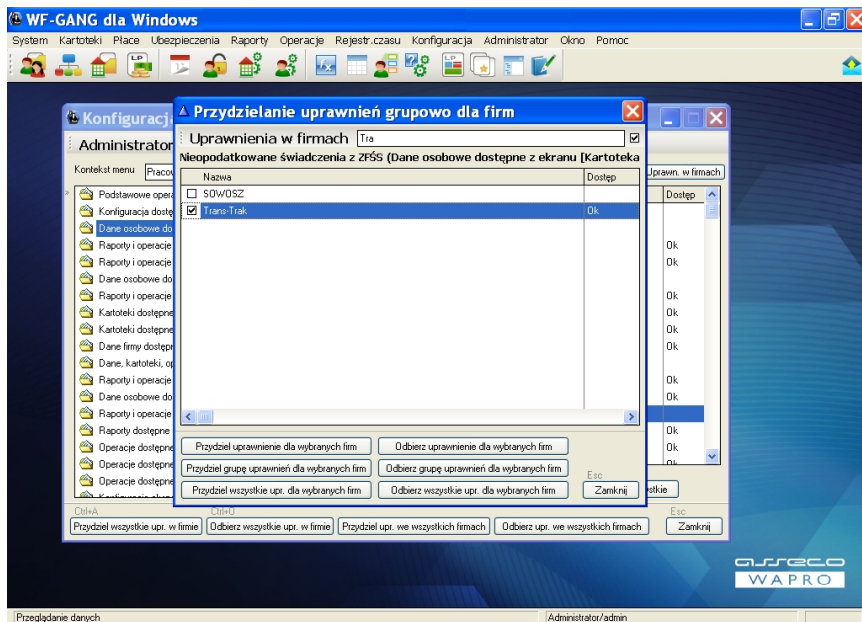 WF-GANG dla Windows
System Kartoteki Płace Ubezpieczenia Raporty Operacje Rejestr.czasu Konfiguracja Administrator Okno Pomoc
Konfiguracj
Przydzielanie uprawnień grupowo dla firm
Administrator
Uprawnienia w firmach Tra
Nieopodatkowane świadczenia z ZFŚS (Dane osobowe dostępne z ekranu [Kartoteka
Kontekst menu
Uprawn. w firmach
Nazwa Dostęp
SOWOSZ
Trans-Trak Ok
Dostęp
Podstawowe opera
Konfiguracja dostę
Dane osobowe do
Raporty i operacje Ok
Raporty i operacje Ok
Dane osobowe do
Raporty i operacje Ok
Kartoteki dostępne Ok
Kartoteki dostępne Ok
Dane firmy dostępr Ok
Dane, kartoteki, op
Raporty i operacje Ok
Dane osobowe do Ok
Raporty i operacje
Raporty dostępne Ok
Operacje dostępne Ok
Operacje dostępne Ok
Operacje dostępne
Przydziel uprawnienie dla wybranych firm Odbierz uprawnienie dla wybranych firm
Przydziel grupę uprawnień dla wybranych firm Odbierz grupę uprawnień dla wybranych firm
Esc
Przydziel wszystkie upr. dla wybranych firm Odbierz wszystkie upr. dla wybranych firm Zamknij
stkie
Ctrl+A Ctrl+O Esc
Przydziel wszystkie upr. w firmie Odbierz wszystkie upr. w firmie Przydziel upr. we wszystkich firmach Odbierz upr. we wszystkich firmach Zamknij
asseco
WAPRO
Przeglądanie danych Administrator/admin